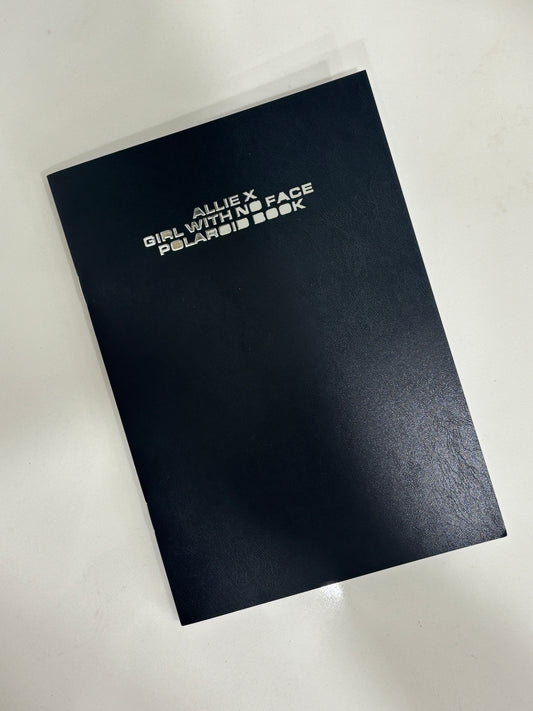 ALLIE X
GIRL WITH NO FACE
POLAROID BOOK